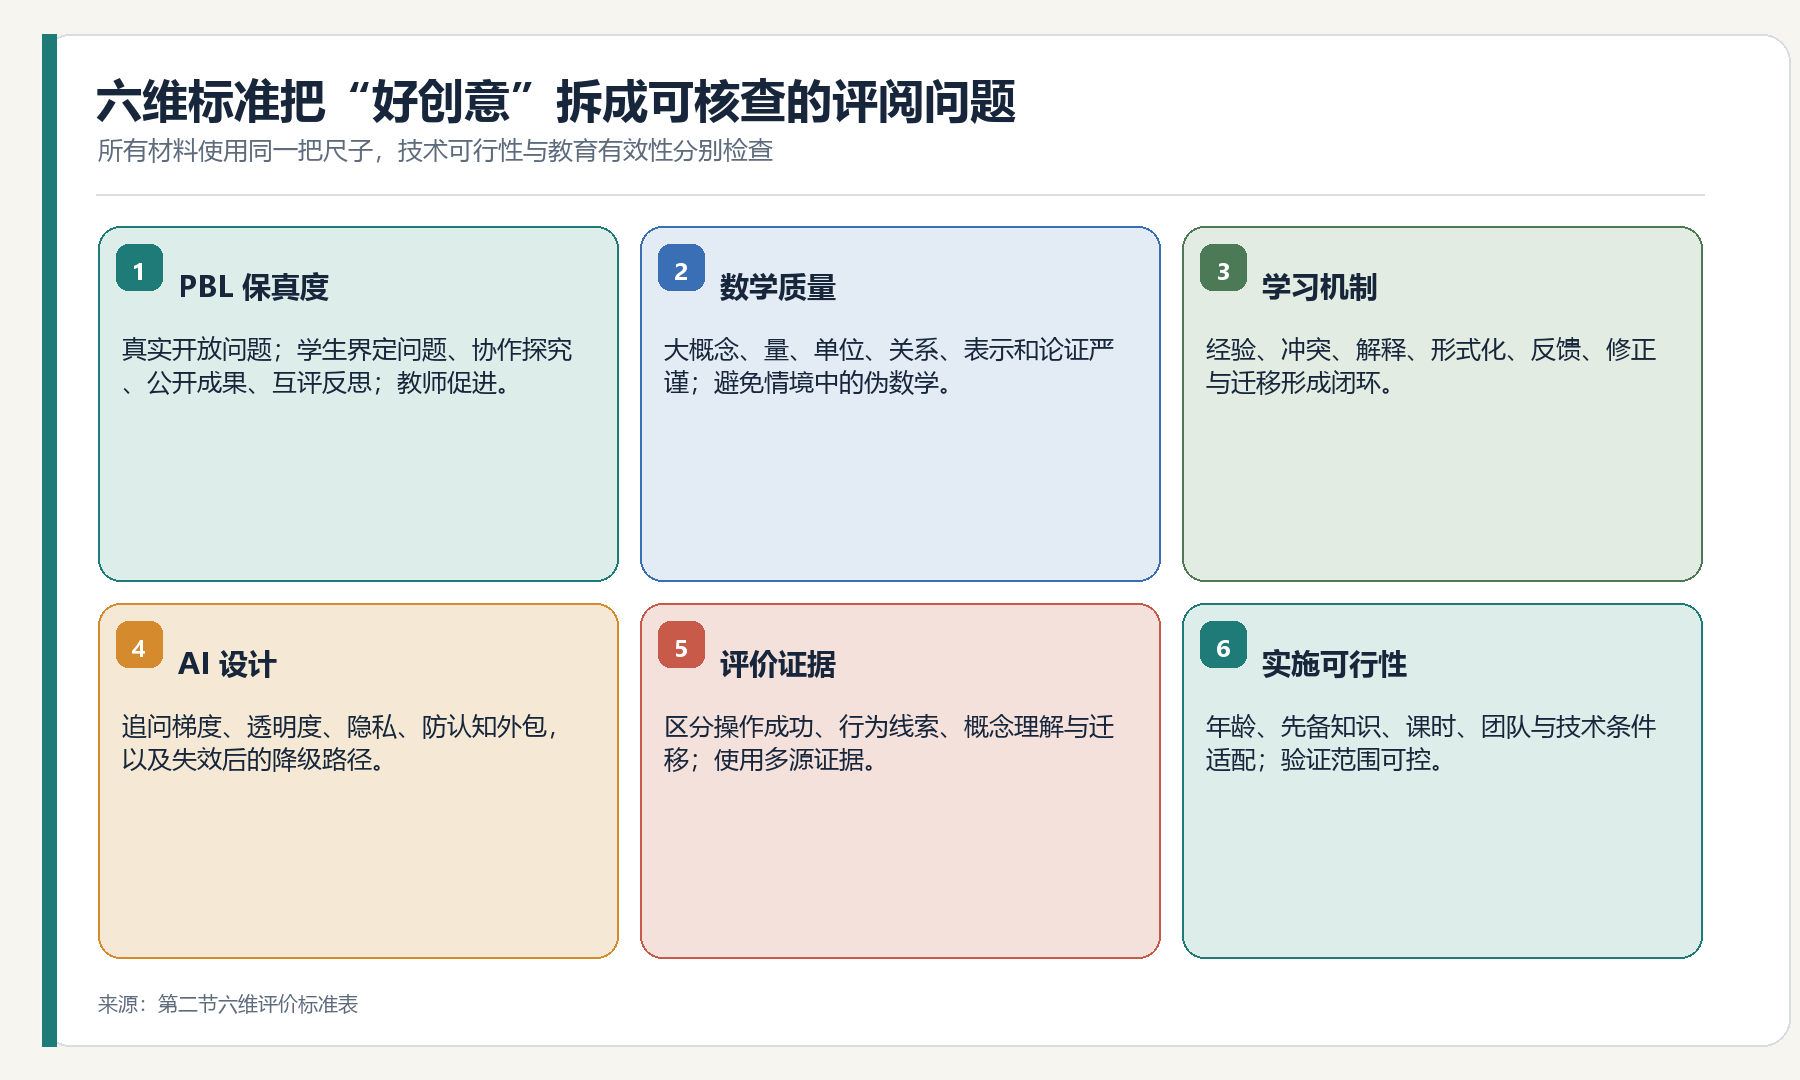 六维标准把“好创意”拆成可核查的评阅问题
所有材料使用同一把尺子，技术可行性与教育有效性分别检查
1
PBL 保真度
真实开放问题；学生界定问题、协作探究
、公开成果、互评反思；教师促进。
2
数学质量
大概念、量、单位、关系、表示和论证严
谨；避免情境中的伪数学。
3
学习机制
经验、冲突、解释、形式化、反馈、修正
与迁移形成闭环。
4
AI 设计
追问梯度、透明度、隐私、防认知外包，
以及失效后的降级路径。
5
评价证据
区分操作成功、行为线索、概念理解与迁
移；使用多源证据。
6
实施可行性
年龄、先备知识、课时、团队与技术条件
适配；验证范围可控。
来源：第二节六维评价标准表